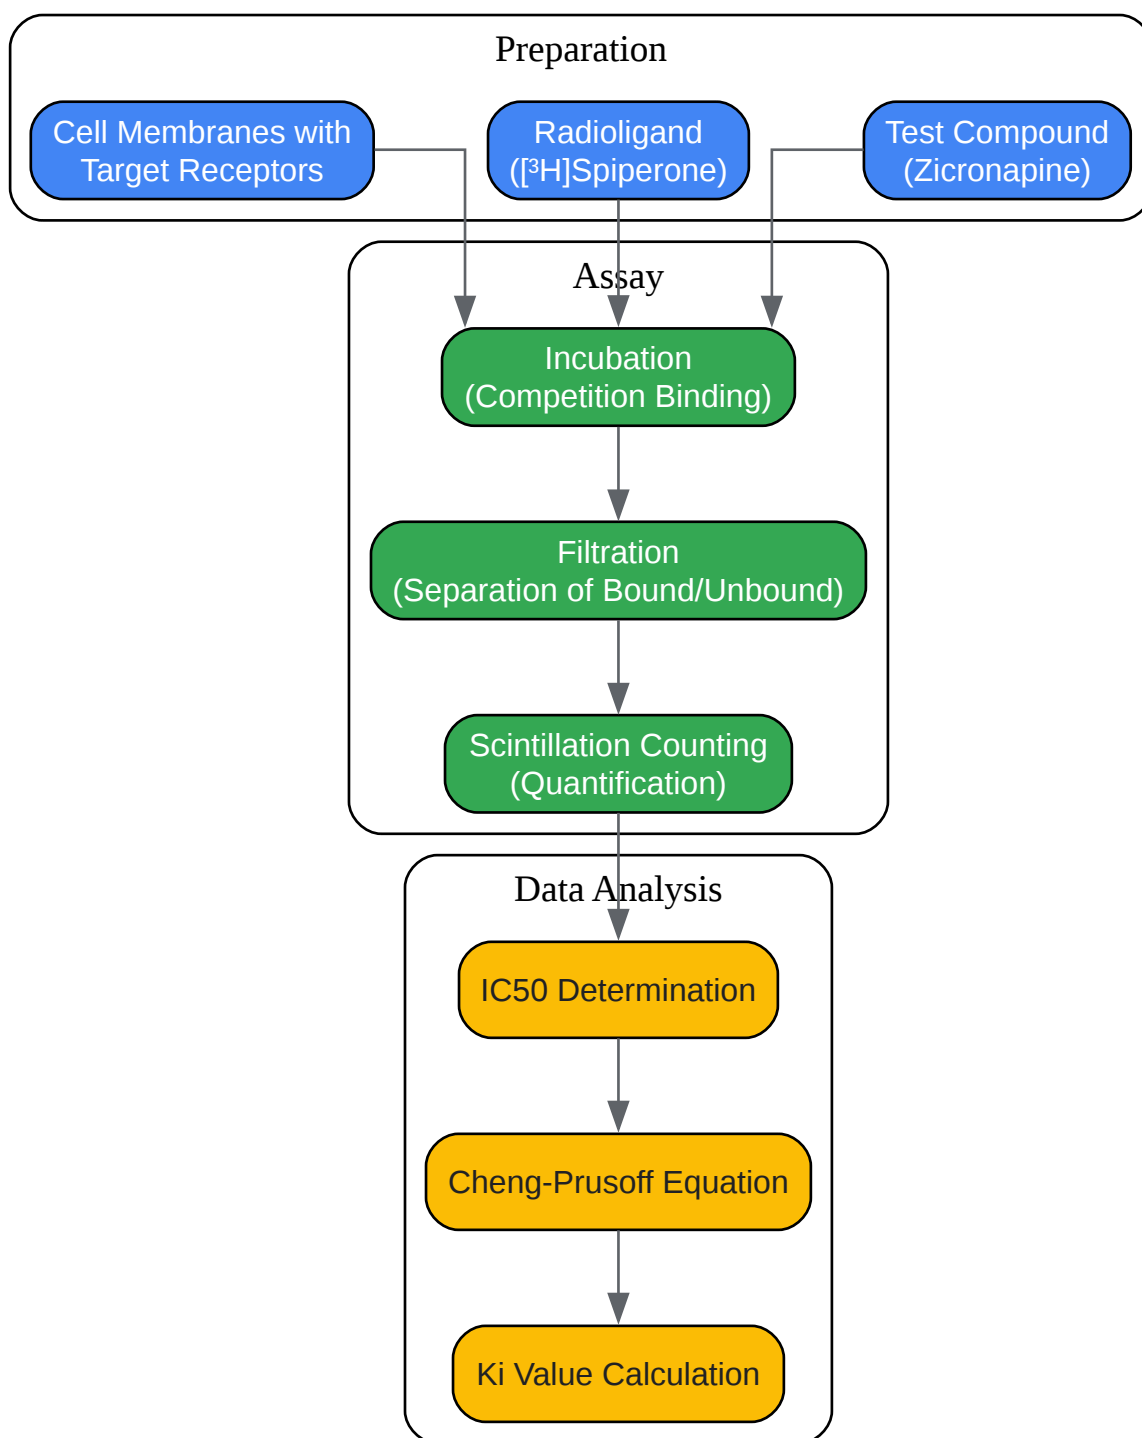 Preparation
Cell Membranes with
Target Receptors
Radioligand
([³H]Spiperone)
Test Compound
(Zicronapine)
Assay
Incubation
(Competition Binding)
Filtration
(Separation of Bound/Unbound)
Scintillation Counting
(Quantification)
Data Analysis
IC50 Determination
Cheng-Prusoff Equation
Ki Value Calculation